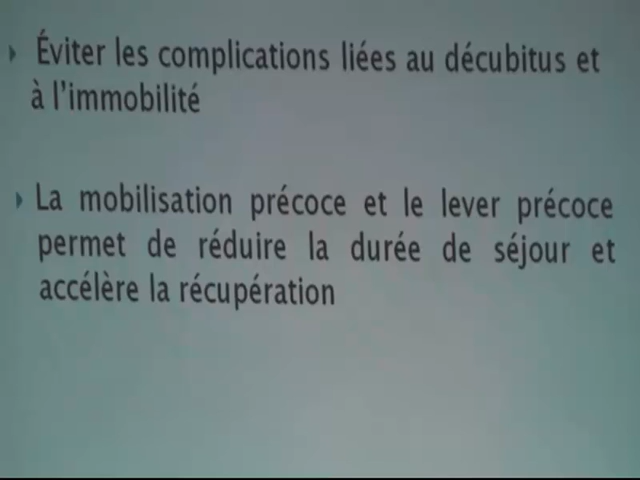 Éviter les complications liées au décubitus et
à l'immobilité
La mobilisation précoce et le lever précoce
permet de réduire la durée de séjour et
accélère la récupération